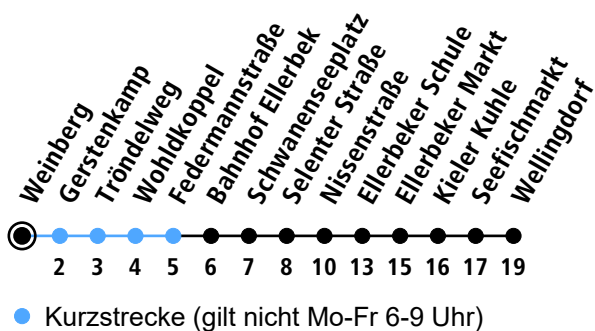 Weinberg
Gerstenkamp
Tröndelweg
Wohldkoppel
Federmannstraße
Bahnhof Ellerbek
Schwanenseeplatz
Selenter Straße
Nissenstraße
Ellerbeker Schule
Ellerbeker Markt
Kieler Kuhle
Seefischmarkt
Wellingdorf
2 3 4 5 6 7 8 10 13 15 16 17 19
Kurzstrecke (gilt nicht Mo-Fr 6-9 Uhr)